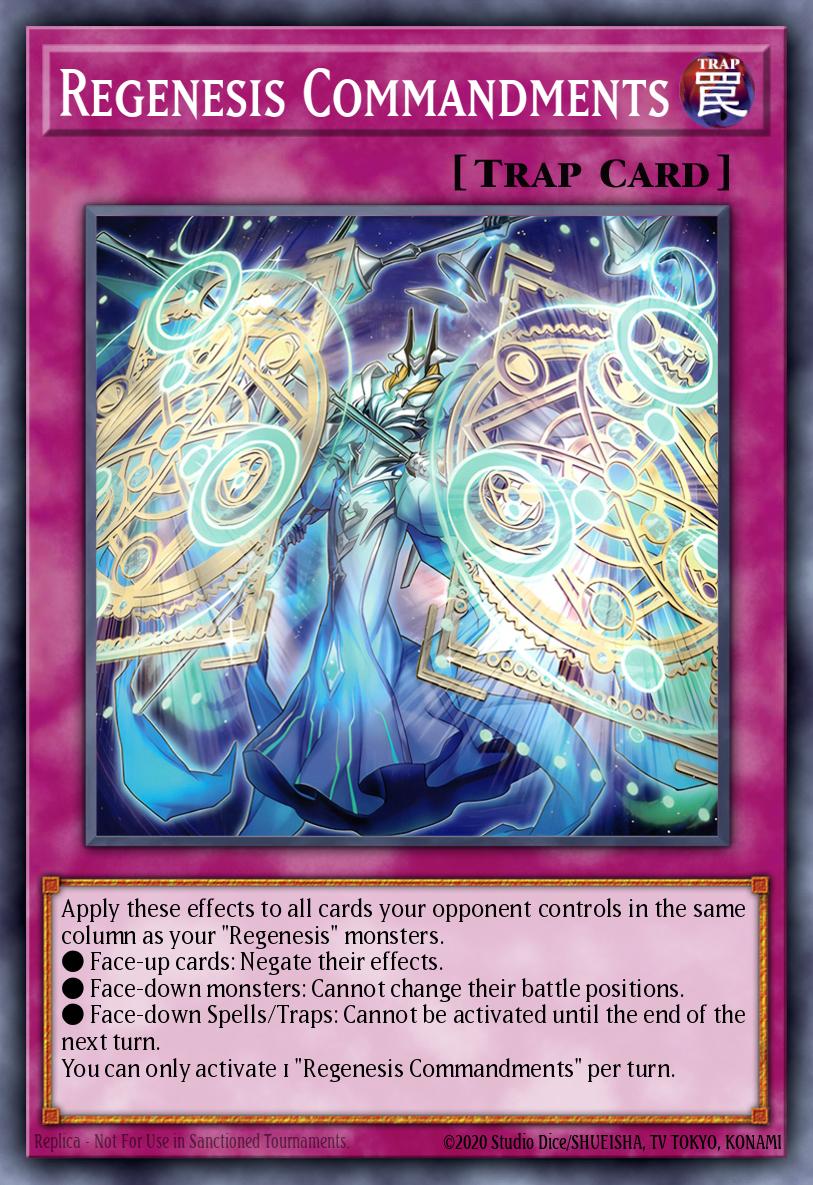 REGENESIS COMMANDMENTS
TRAP
罠
[TRAP CARD]
Apply these effects to all cards your opponent controls in the same
column as your "Regenesis" monsters.
● Face-up cards: Negate their effects.
● Face-down monsters: Cannot change their battle positions.
● Face-down Spells/Traps: Cannot be activated until the end of the
next turn.
You can only activate 1 "Regenesis Commandments" per turn.
Replica - Not For Use in Sanctioned Tournaments.
©2020 Studio Dice/SHUEISHA, TV TOKYO, KONAMI